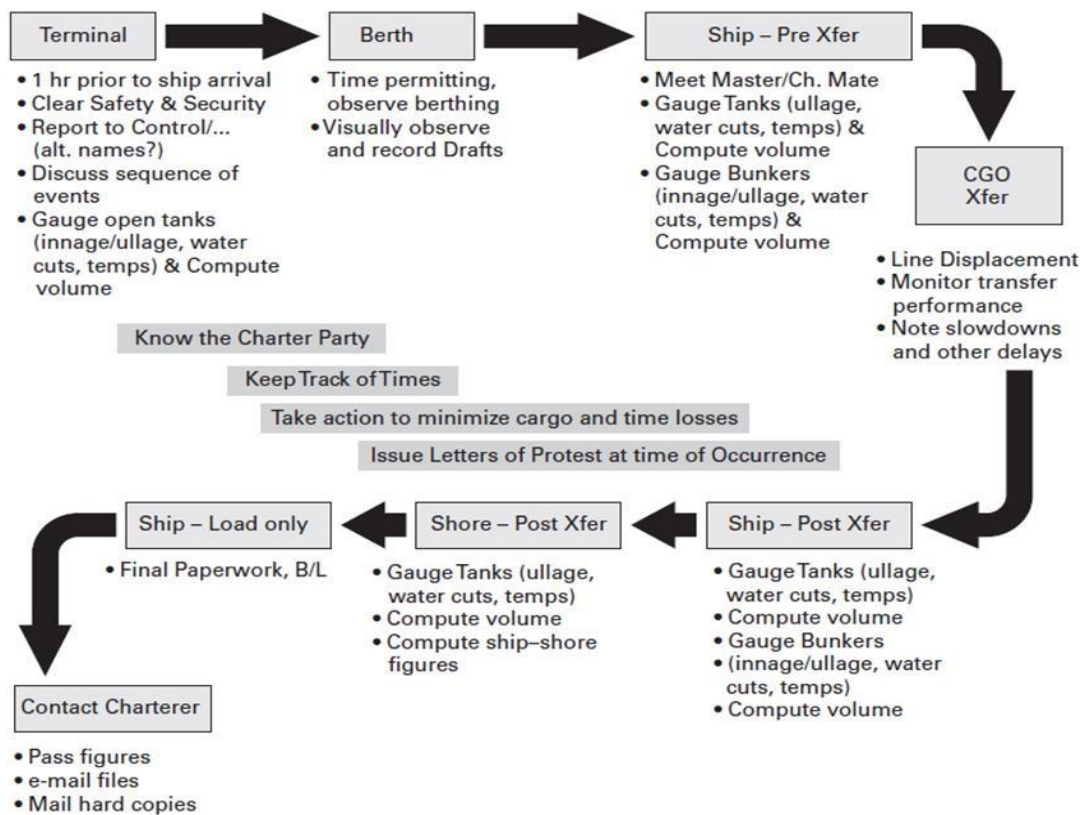 Terminal
• 1 hr prior to ship arrival
• Clear Safety & Security
• Report to Control/...
(alt. names?)
• Discuss sequence of
events
• Gauge open tanks
(innage/ullage, water
cuts, temps) & Compute
volume
Berth
• Time permitting,
observe berthing
• Visually observe
and record Drafts
Ship – Pre Xfer
• Meet Master/Ch. Mate
• Gauge Tanks (ullage,
water cuts, temps) &
Compute volume
• Gauge Bunkers
(innage/ullage, water
cuts, temps) &
Compute volume
CGO
Xfer
• Line Displacement
• Monitor transfer
performance
• Note slowdowns
and other delays
Know the Charter Party
Keep Track of Times
Take action to minimize cargo and time losses
Issue Letters of Protest at time of Occurrence
Ship – Post Xfer
• Gauge Tanks (ullage,
water cuts, temps)
• Compute volume
• Gauge Bunkers
• (innage/ullage, water
cuts, temps)
• Compute volume
Shore – Post Xfer
• Gauge Tanks (ullage,
water cuts, temps)
• Compute volume
• Compute ship–shore
figures
Ship – Load only
• Final Paperwork, B/L
Contact Charterer
• Pass figures
• e-mail files
• Mail hard copies